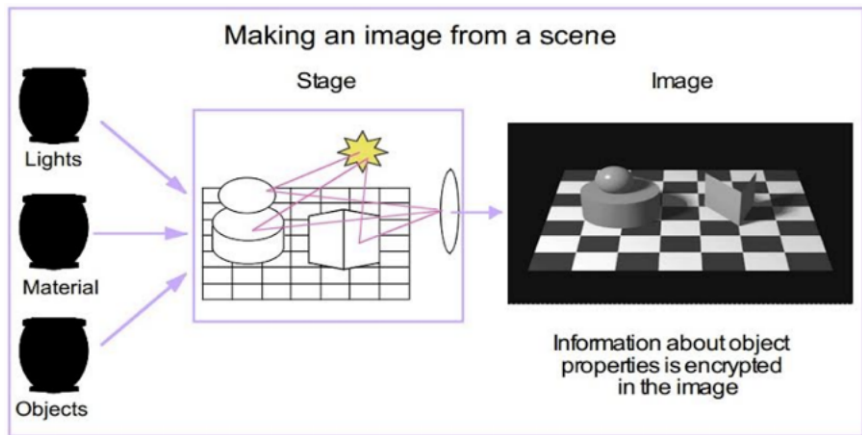 Making an image from a scene
Stage
Image
Lights
Material
Objects
Information about object
properties is encrypted
in the image